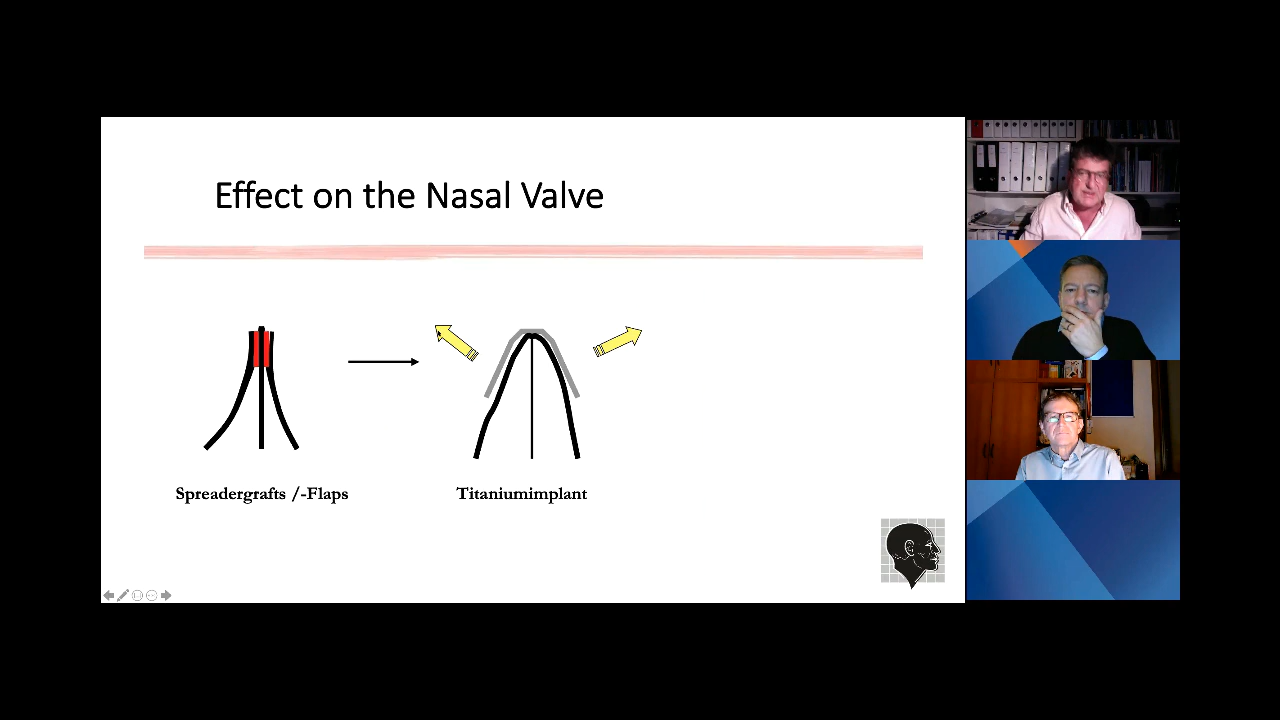 Effect on the Nasal Valve
Spreadergrafts /-Flaps
Titaniumimplant